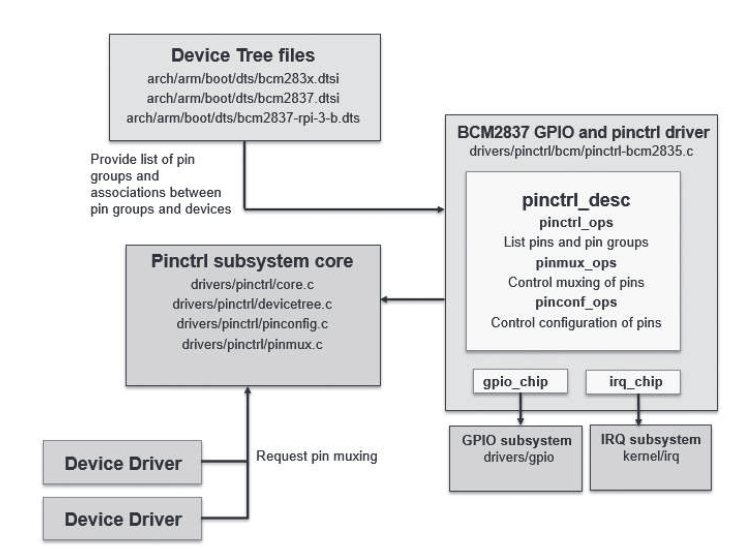 Device Tree files
arch/arm/boot/dts/bcm283x.dtsi
arch/arm/boot/dts/bcm2837.dtsi
arch/arm/boot/dts/bcm2837-rpi-3-b.dts
Provide list of pin
groups and
associations between
pin groups and devices
BCM2837 GPIO and pinctrl driver
drivers/pinctrl/bcm/pinctrl-bcm2835.c
pinctrl_desc
pinctrl_ops
List pins and pin groups
pinmux_ops
Control muxing of pins
pinconf_ops
Control configuration of pins
gpio_chip
irq_chip
Pinctrl subsystem core
drivers/pinctrl/core.c
drivers/pinctrl/devicetree.c
drivers/pinctrl/pinconfig.c
drivers/pinctrl/pinmux.c
GPIO subsystem
drivers/gpio
IRQ subsystem
kernel/irq
Device Driver
Request pin muxing
Device Driver